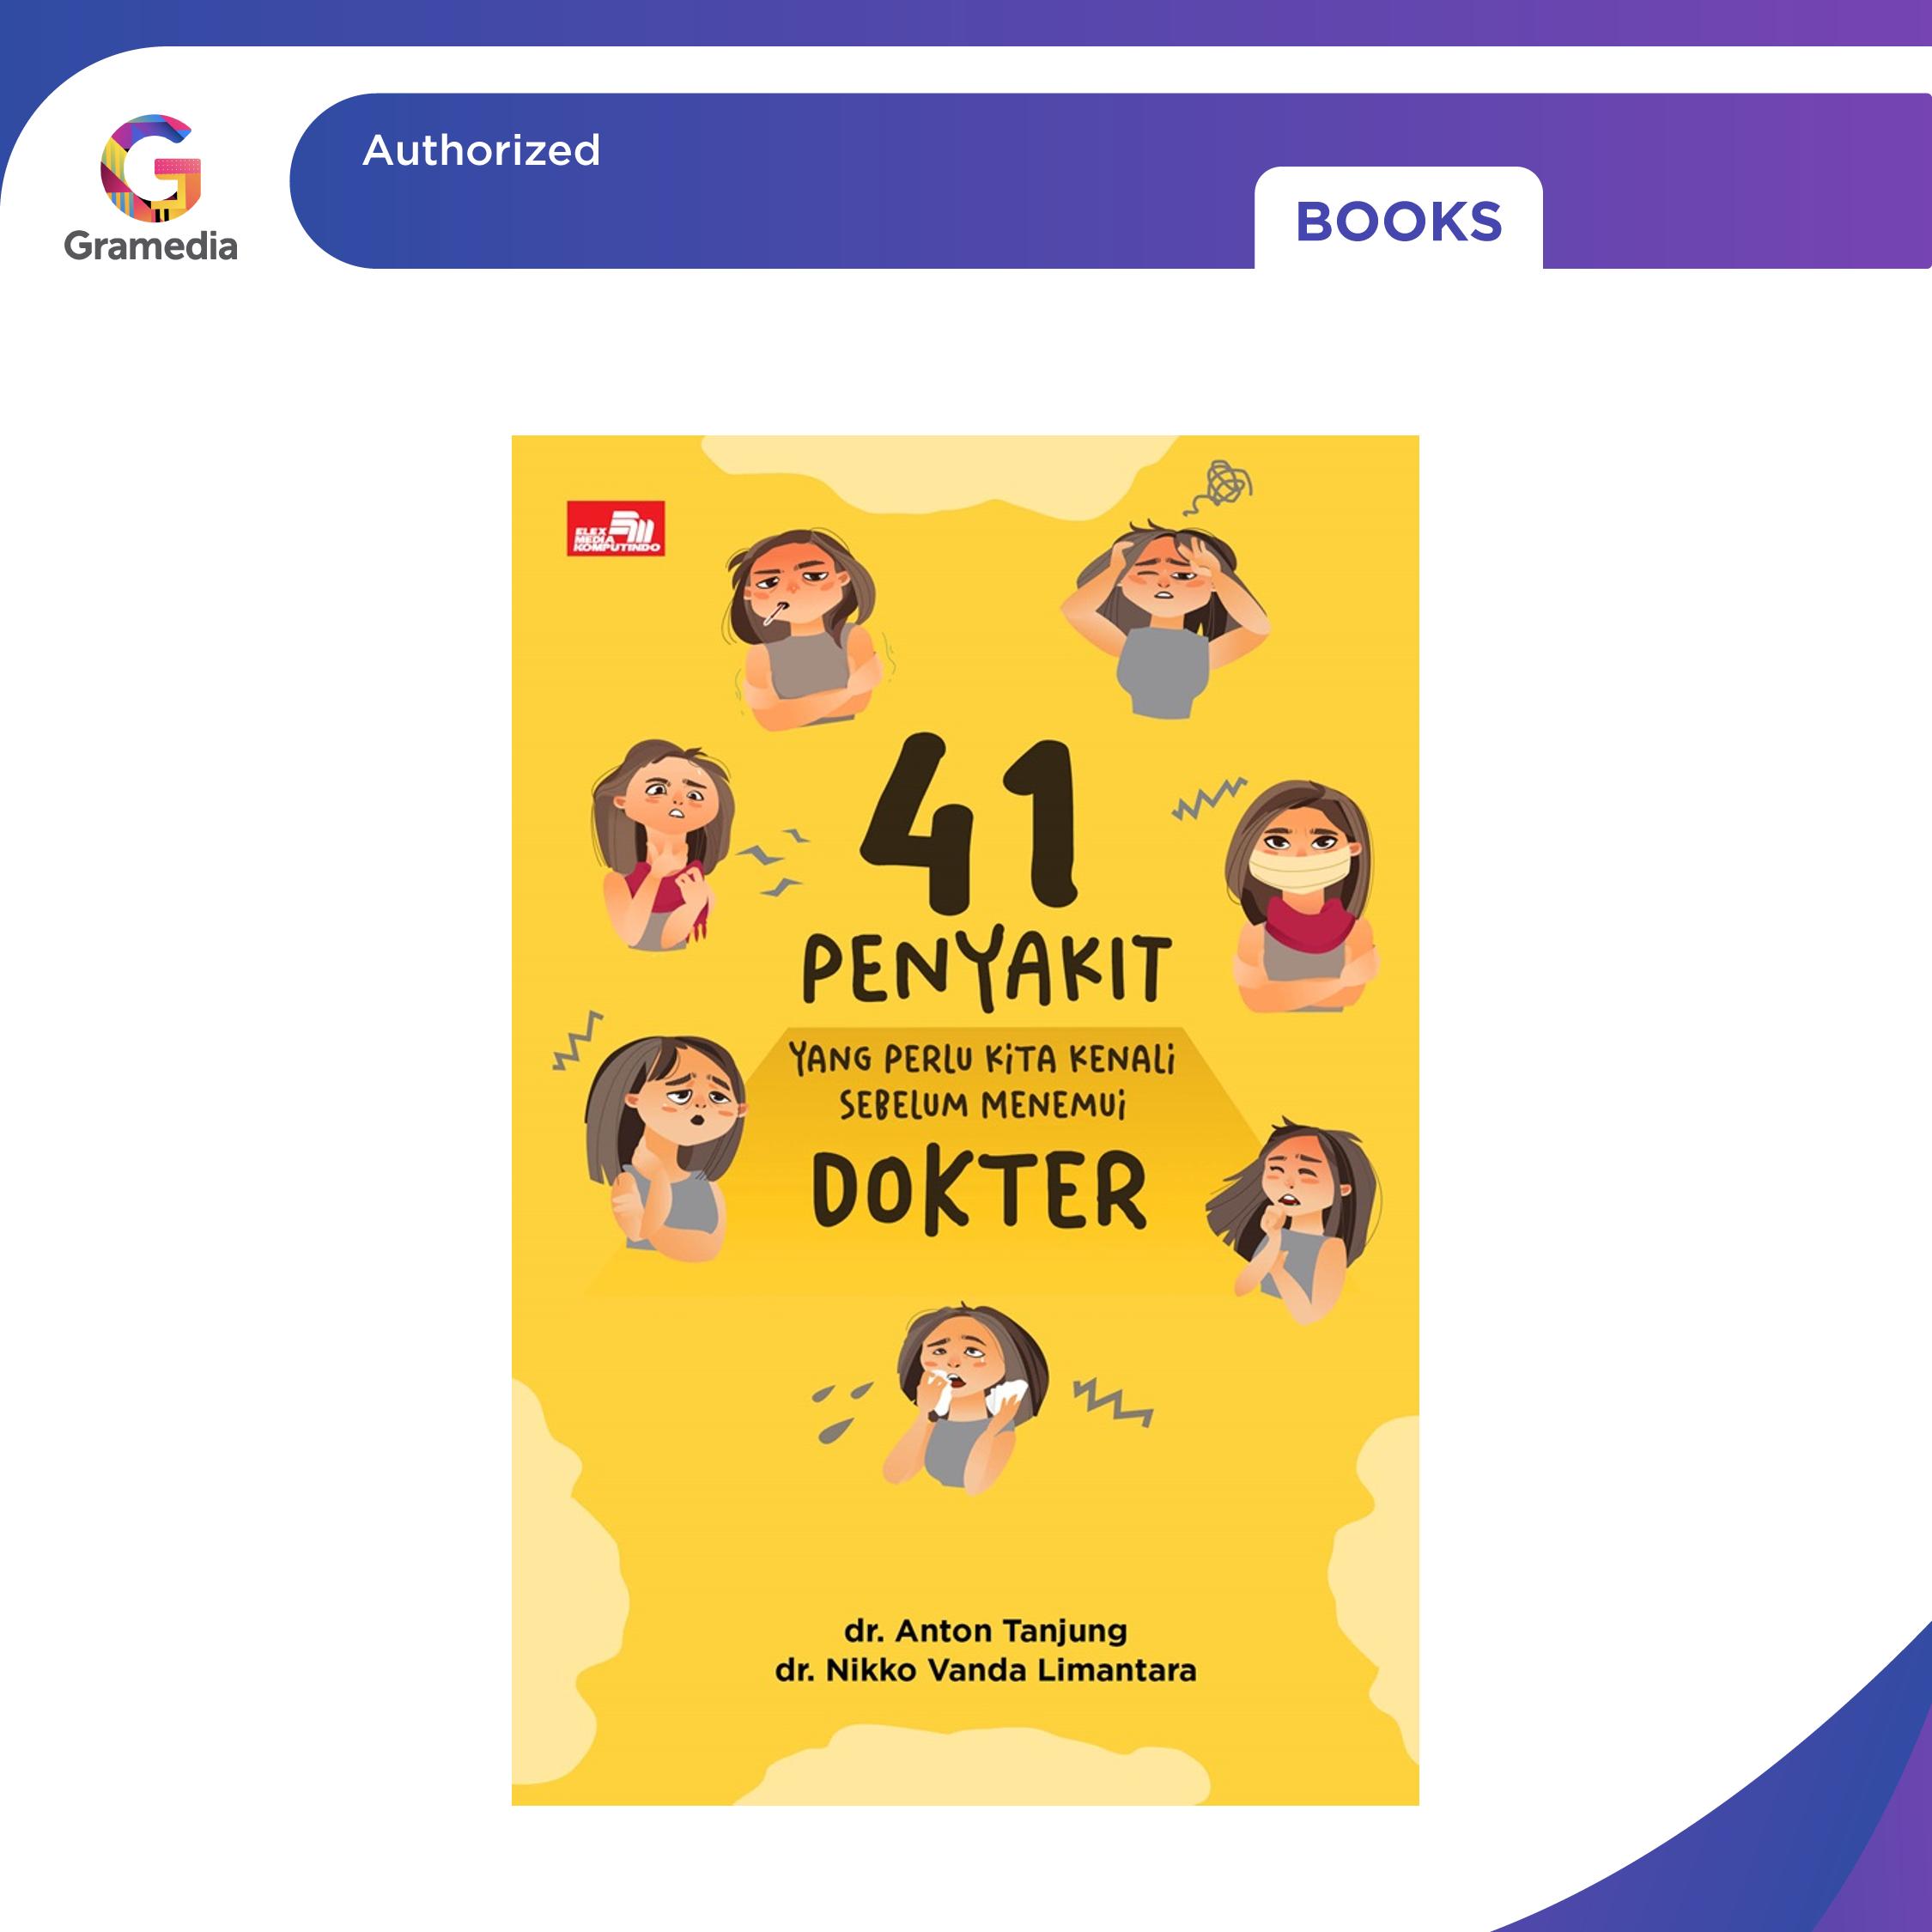 Authorized
Gramedia
BOOKS
ELEX
MEDIA
KOMPUTINDO
41
PENYAKIT
YANG PERLU KiTA KENALi
SEBELUM MENEMUi
DOKTER
dr. Anton Tanjung
dr. Nikko Vanda Limantara